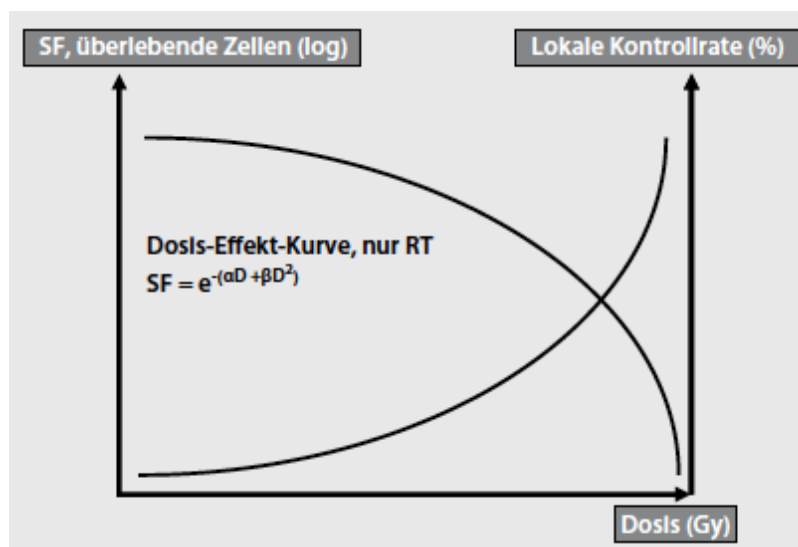 SF, überlebende Zellen (log)
Lokale Kontrollrate (%)
Dosis-Effekt-Kurve, nur RT
SF = e^-(αD +βD²)
Dosis (Gy)